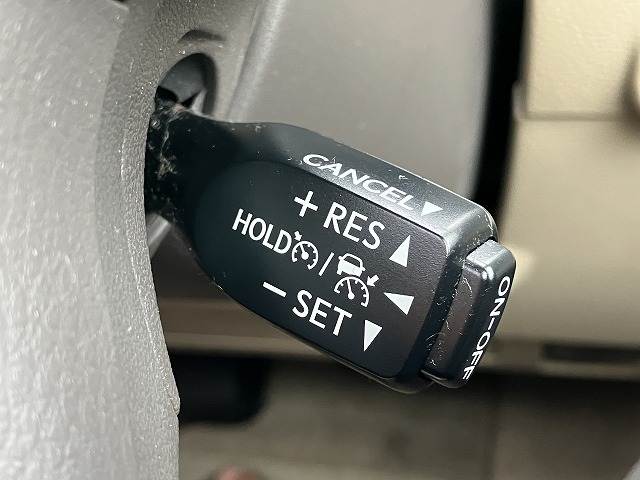 CANCEL▼
+ RES ▲
HOLD / ◀
− SET ▼
ON-OFF